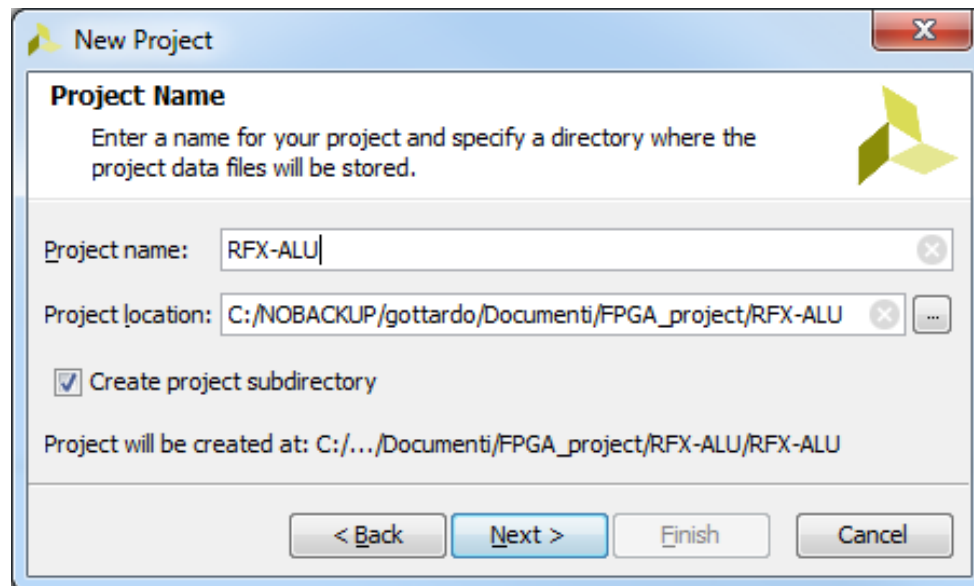 New Project
Project Name
Enter a name for your project and specify a directory where the
project data files will be stored.
Project name: RFX-ALU
Project location: C:/NOBACKUP/gottardo/Documenti/FPGA_project/RFX-ALU ...
Create project subdirectory
Project will be created at: C:/.../Documenti/FPGA_project/RFX-ALU/RFX-ALU
< Back Next > Finish Cancel